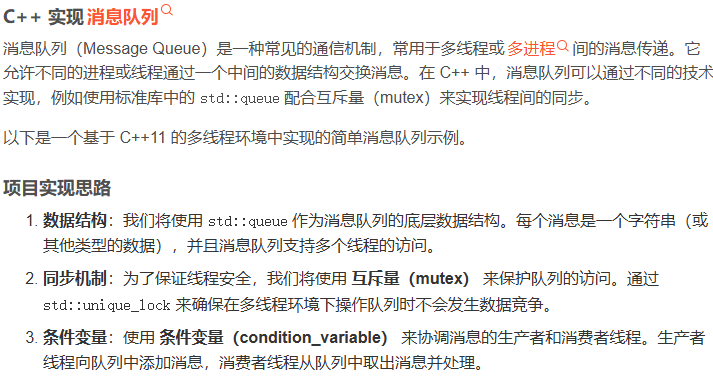 C++ 实现消息队列
消息队列（Message Queue）是一种常见的通信机制，常用于多线程或多进程间的消息传递。它
允许不同的进程或线程通过一个中间的数据结构交换消息。在 C++ 中，消息队列可以通过不同的技术
实现，例如使用标准库中的 std::queue 配合互斥量（mutex）来实现线程间的同步。
以下是一个基于 C++11 的多线程环境中实现的简单消息队列示例。
项目实现思路
1. 数据结构：我们将使用 std::queue 作为消息队列的底层数据结构。每个消息是一个字符串（或
其他类型的数据），并且消息队列支持多个线程的访问。
2. 同步机制：为了保证线程安全，我们将使用 互斥量（mutex） 来保护队列的访问。通过
std::unique_lock 来确保在多线程环境下操作队列时不会发生数据竞争。
3. 条件变量：使用 条件变量（condition_variable） 来协调消息的生产者和消费者线程。生产者
线程向队列中添加消息，消费者线程从队列中取出消息并处理。